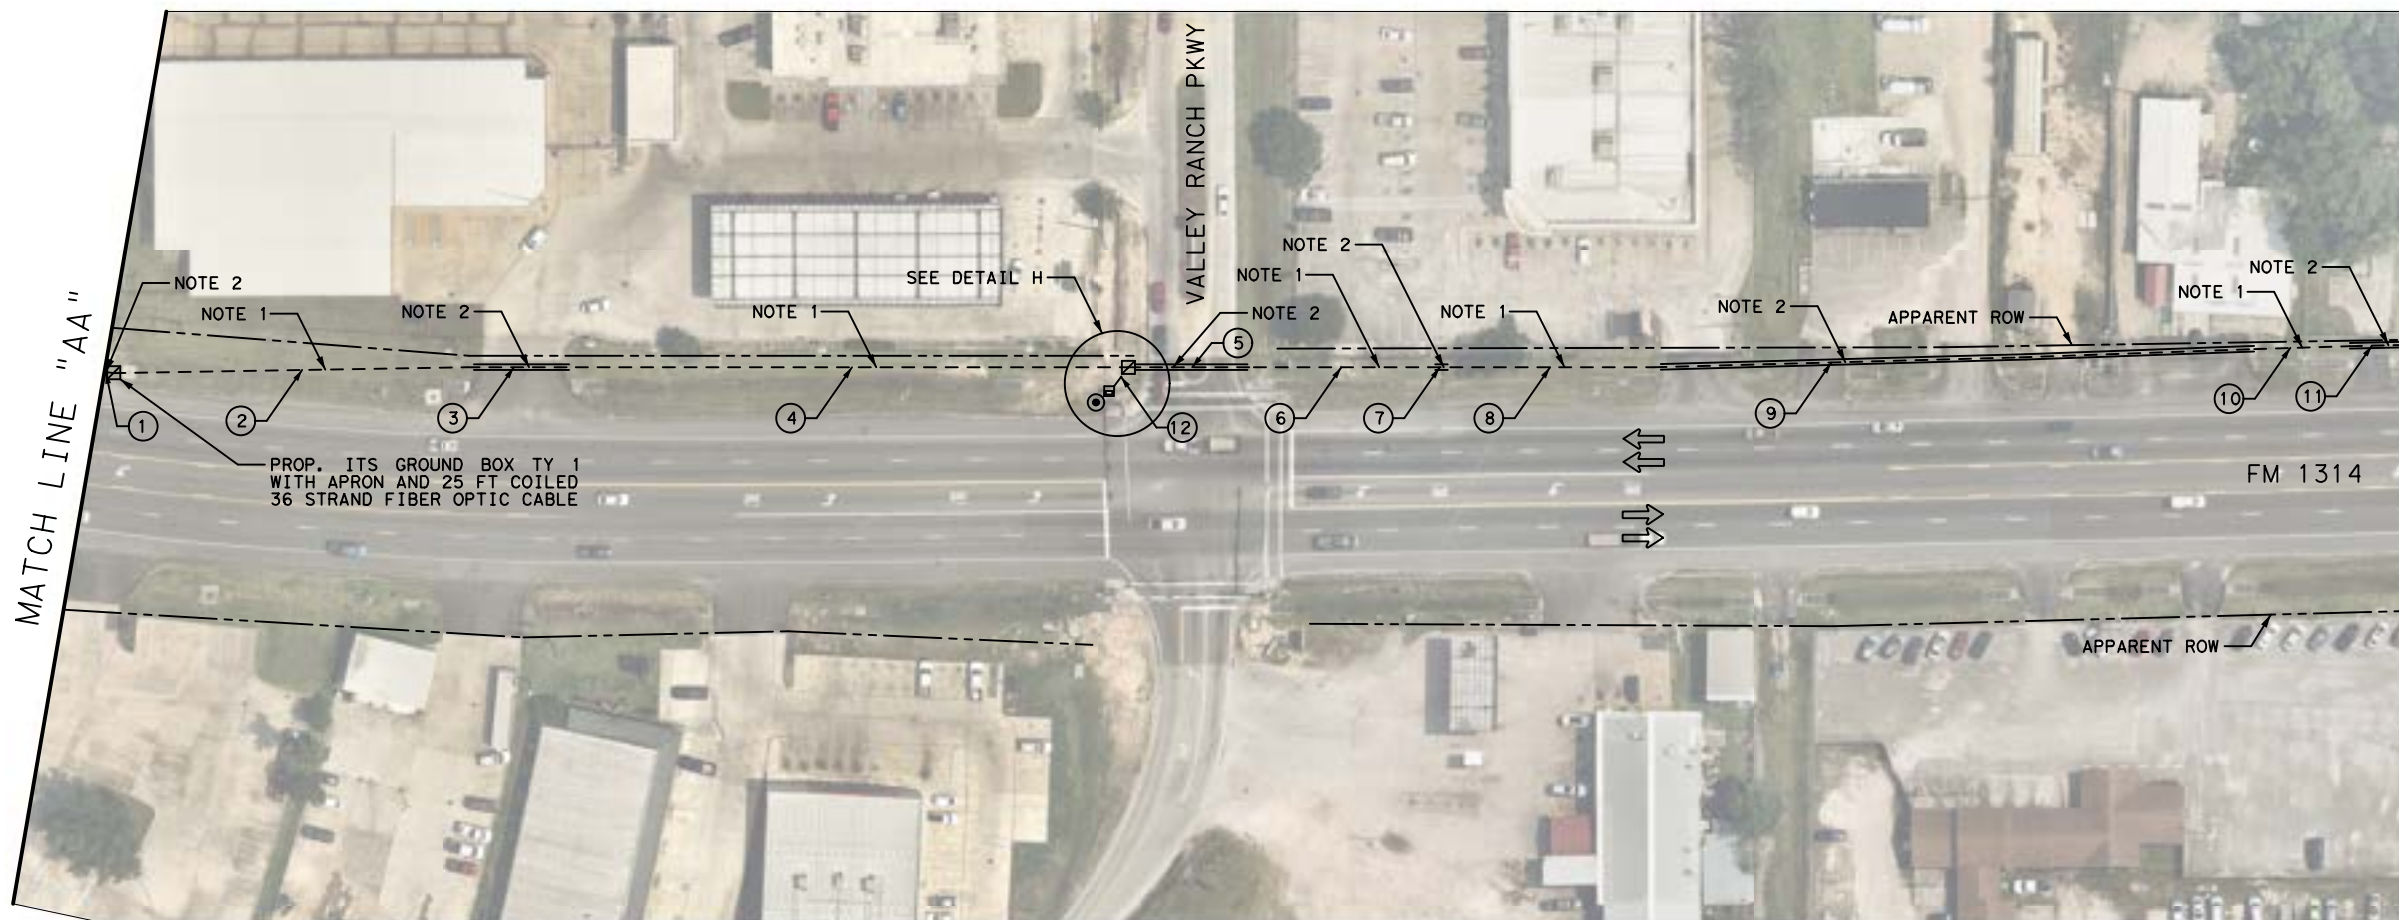 MATCH LINE "AA"
NOTE 2
NOTE 1
NOTE 2
NOTE 1
SEE DETAIL H
VALLEY RANCH PKWY
NOTE 2
NOTE 2
NOTE 1
NOTE 1
NOTE 2
APPARENT ROW
NOTE 1
NOTE 2
1
2
3
4
5
12
6
7
8
9
10
11
PROP. ITS GROUND BOX TY 1
WITH APRON AND 25 FT COILED
36 STRAND FIBER OPTIC CABLE
FM 1314
APPARENT ROW